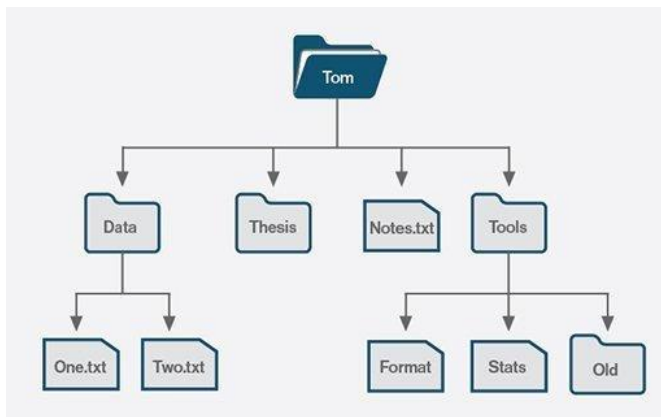 Tom
Data
Thesis
Notes.txt
Tools
One.txt
Two.txt
Format
Stats
Old